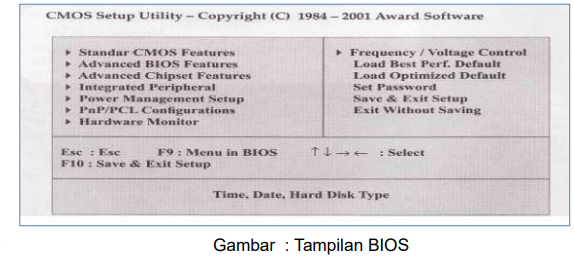 CMOS Setup Utility – Copyright (C) 1984 – 2001 Award Software
Standar CMOS Features
Advanced BIOS Features
Advanced Chipset Features
Integrated Peripheral
Power Management Setup
PnP/PCL Configurations
Hardware Monitor
Frequency / Voltage Control
Load Best Perf. Default
Load Optimized Default
Set Password
Save & Exit Setup
Exit Without Saving
Esc : Esc F9 : Menu in BIOS ↑ ↓ → ← : Select
F10 : Save & Exit Setup
Time, Date, Hard Disk Type
Gambar : Tampilan BIOS